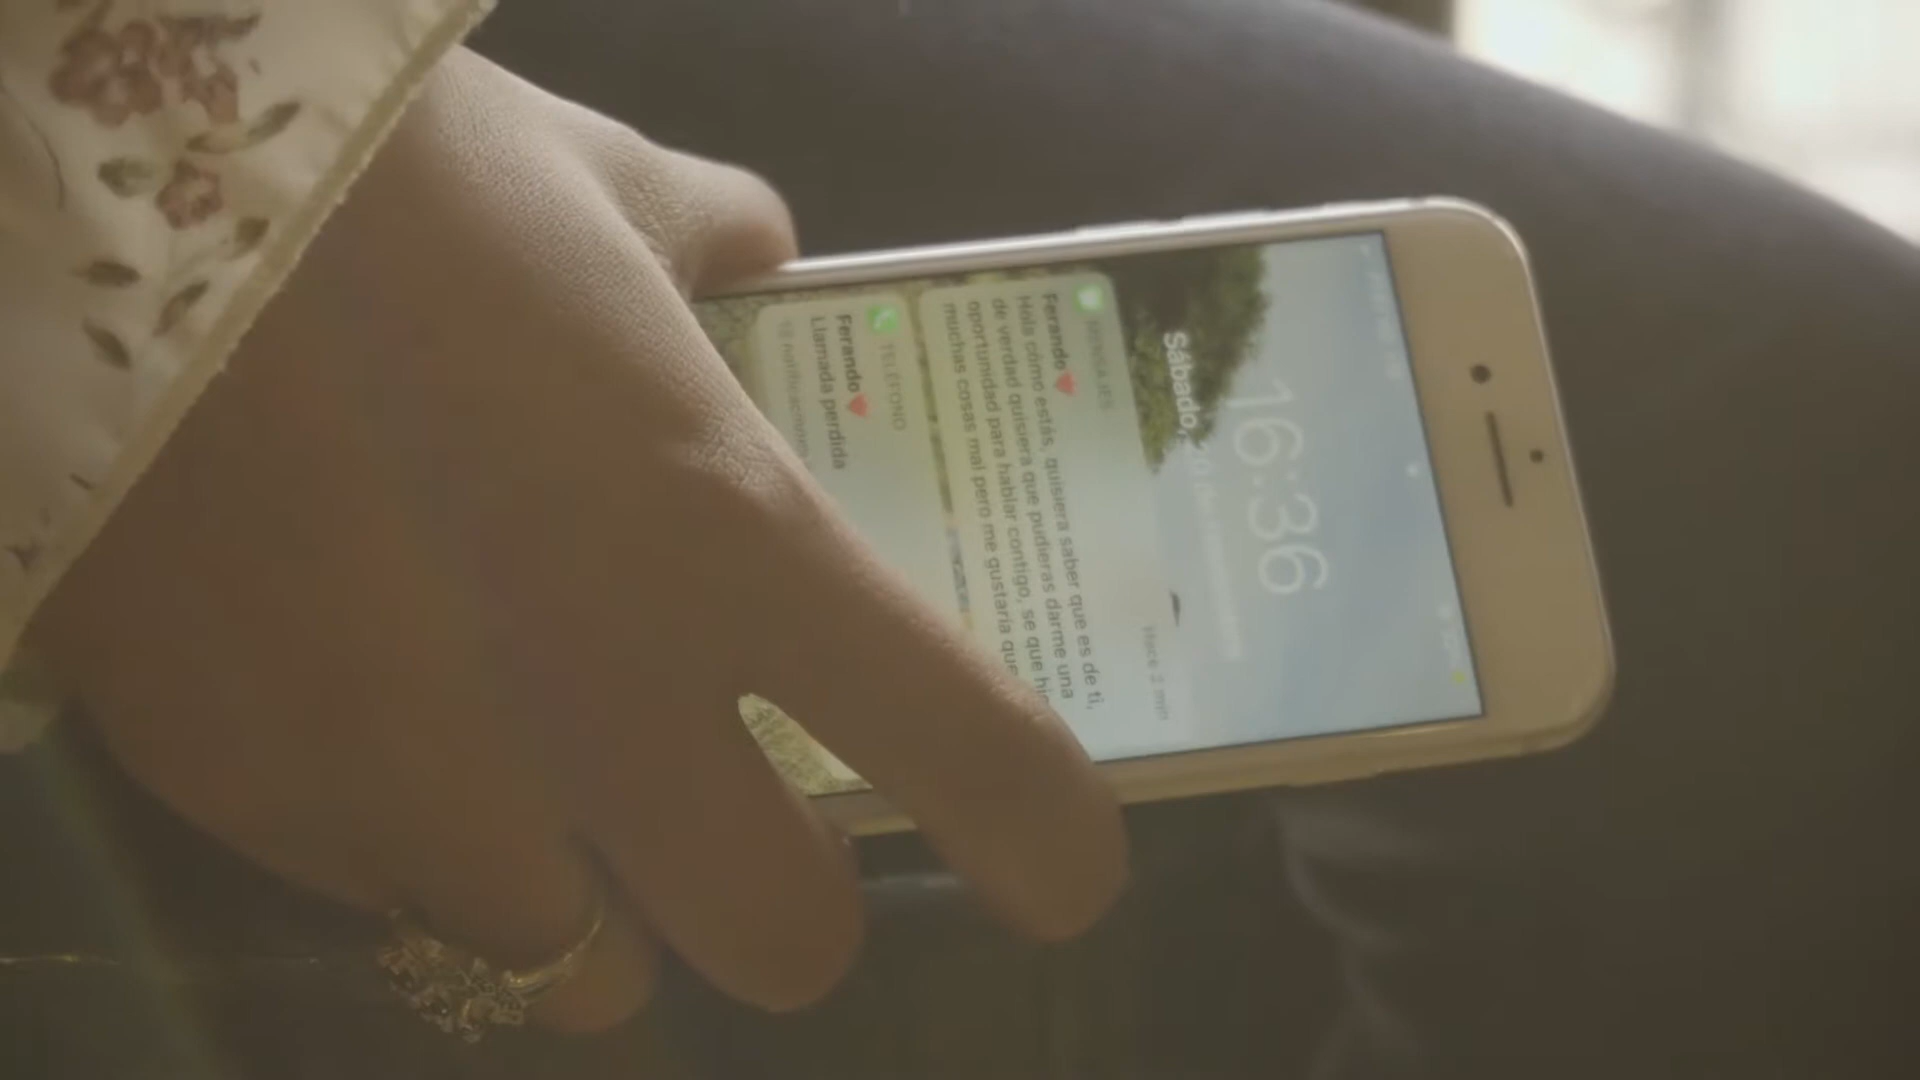 16:36
Sábado,
MENSAJES
Hace 2 min
Ferando❤
Hola cómo estás, quisiera saber que es de ti,
de verdad quisiera que pudieras darme una
oportunidad para hablar contigo, se que
muchas cosas mal pero me gustaría que
TELÉFONO
Ferando❤
Llamada perdida